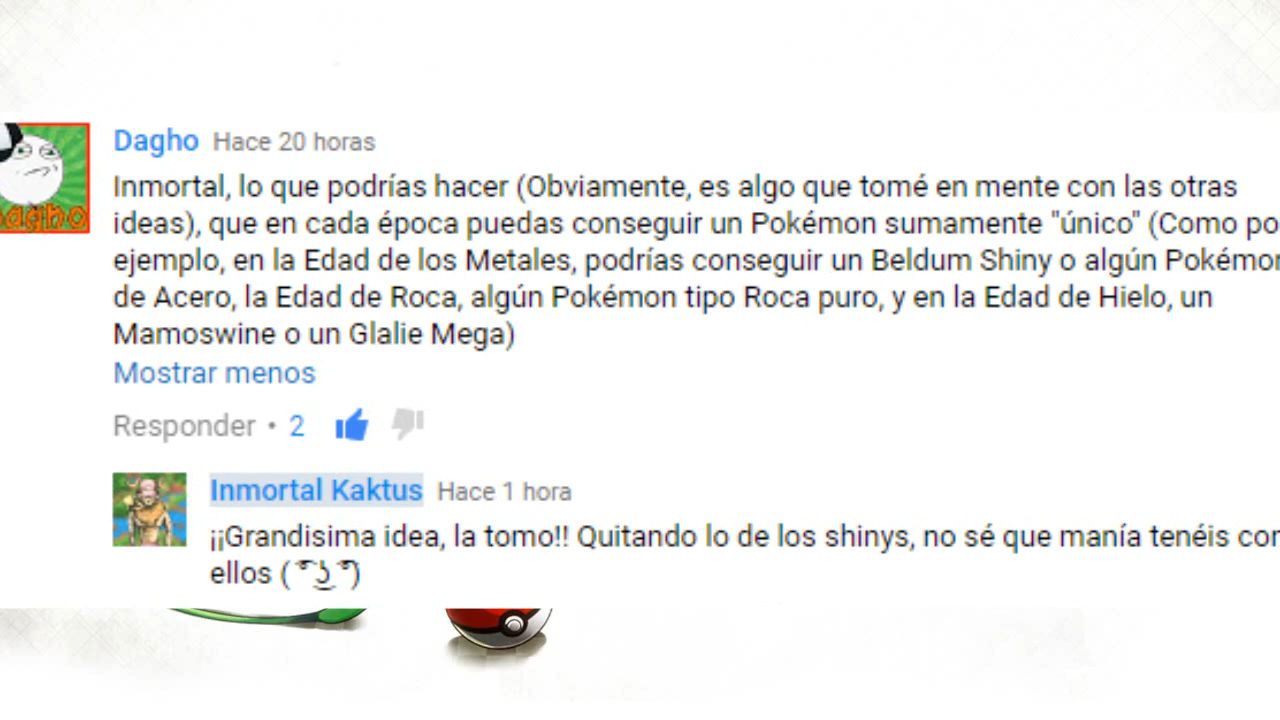 Dagho Hace 20 horas
Inmortal, lo que podrías hacer (Obviamente, es algo que tomé en mente con las otras
ideas), que en cada época puedas conseguir un Pokémon sumamente "único" (Como po
ejemplo, en la Edad de los Metales, podrías conseguir un Beldum Shiny o algún Pokémon
de Acero, la Edad de Roca, algún Pokémon tipo Roca puro, y en la Edad de Hielo, un
Mamoswine o un Glalie Mega)
Mostrar menos
Responder • 2
Dagho
Inmortal Kaktus Hace 1 hora
¡¡Grandisima idea, la tomo!! Quitando lo de los shinys, no sé que manía tenéis con
ellos ( ͡° ͜ʖ ͡°)